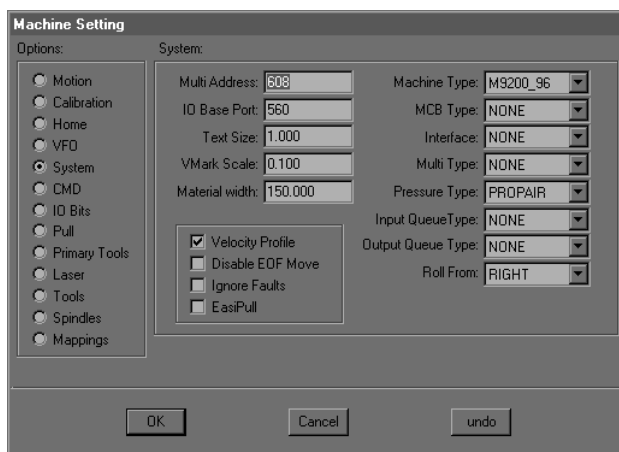 Machine Setting
Options:
Motion
Calibration
Home
VFO
System
CMD
IO Bits
Pull
Primary Tools
Laser
Tools
Spindles
Mappings
System:
Multi Address: 608
IO Base Port: 560
Text Size: 1.000
VMark Scale: 0.100
Material width: 150.000
Velocity Profile
Disable EOF Move
Ignore Faults
EasiPull
Machine Type: M9200_96
MCB Type: NONE
Interface: NONE
Multi Type: NONE
Pressure Type: PROPAIR
Input QueueType: NONE
Output Queue Type: NONE
Roll From: RIGHT
OK
Cancel
undo